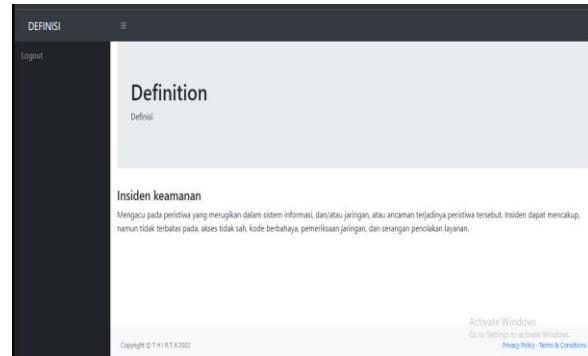 DEFINISI
Logout
Definition
Definisi
Insiden keamanan
Mengacu pada peristiwa yang merugikan dalam sistem informasi, dan/atau jaringan, atau ancaman terjadinya peristiwa tersebut. Insiden dapat mencakup,
namun tidak terbatas pada, akses tidak sah, kode berbahaya, pemeriksaan jaringan, dan serangan penolakan layanan.
Activate Windows
Go to Settings to activate Windows.
Copyright © T H I R T X 2022
Privacy Policy · Terms & Conditions